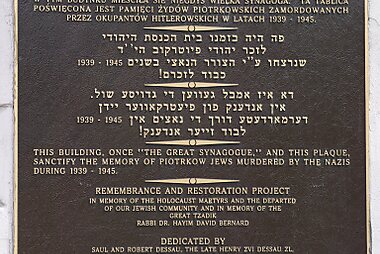 W TYM BUDYNKU MIEŚCIŁA SIĘ NIEGDYŚ WIELKA SYNAGOGA. TA TABLICA
POŚWIĘCONA JEST PAMIĘCI ŻYDÓW PIOTRKOWSKICH ZAMORDOWANYCH
PRZEZ OKUPANTÓW HITLEROWSKICH W LATACH 1939 - 1945.
פה היה בזמנו בית הכנסת היהודי
לזכר יהודי פיוטרקוב הי״ד
שנרצחו ע״י הצורר הנאצי בשנים 1945 - 1939
כבוד לזכרם!
דא איז אמבל געווען די גרויסע שול.
אין אנדענק פון פיעטרקאווער יידן
דערמארדעטע דורך די נאצים אין 1945 - 1939
לבוד זייער אנדענק!
THIS BUILDING, ONCE "THE GREAT SYNAGOGUE," AND THIS PLAQUE,
SANCTIFY THE MEMORY OF PIOTRKOW JEWS MURDERED BY THE NAZIS
DURING 1939 - 1945.
REMEMBRANCE AND RESTORATION PROJECT
IN MEMORY OF THE HOLOCAUST MARTYRS AND THE DEPARTED
OF OUR JEWISH COMMUNITY AND IN MEMORY OF THE
GREAT TZADIK
RABBI DR. HAYIM DAVID BERNARD
DEDICATED BY
SAUL AND ROBERT DESSAU, THE LATE HENRY ZVI DESSAU ZL,